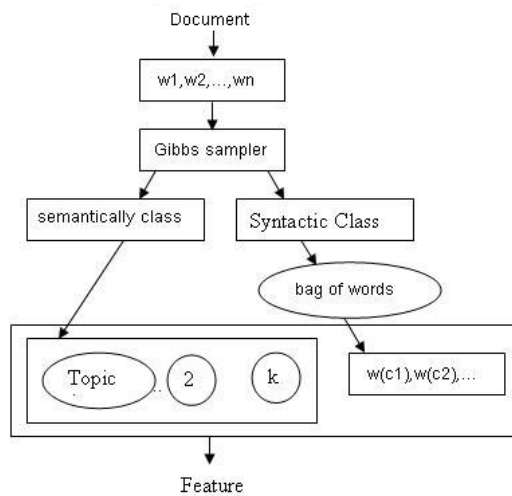 Document
w1,w2,...,wn
Gibbs sampler
semantically class
Syntactic Class
bag of words
Topic
..
2
k
w(c1),w(c2),...
Feature